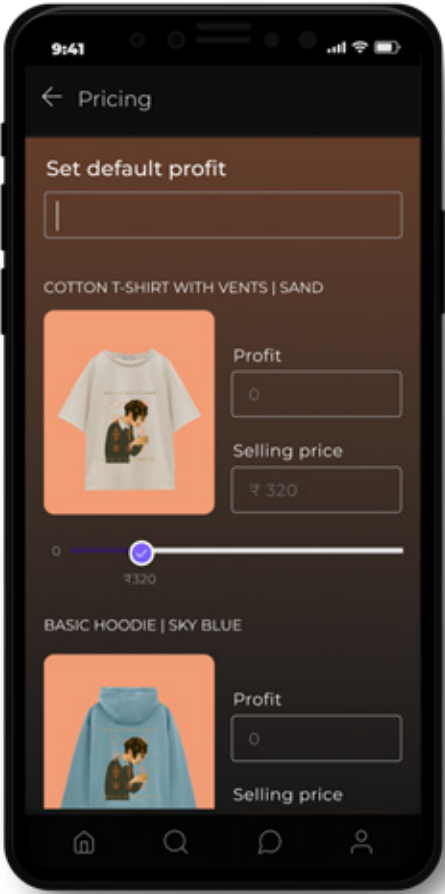 9:41
Pricing
Set default profit
COTTON T-SHIRT WITH VENTS | SAND
Profit
0
Selling price
₹ 320
0
₹320
BASIC HOODIE | SKY BLUE
Profit
0
Selling price